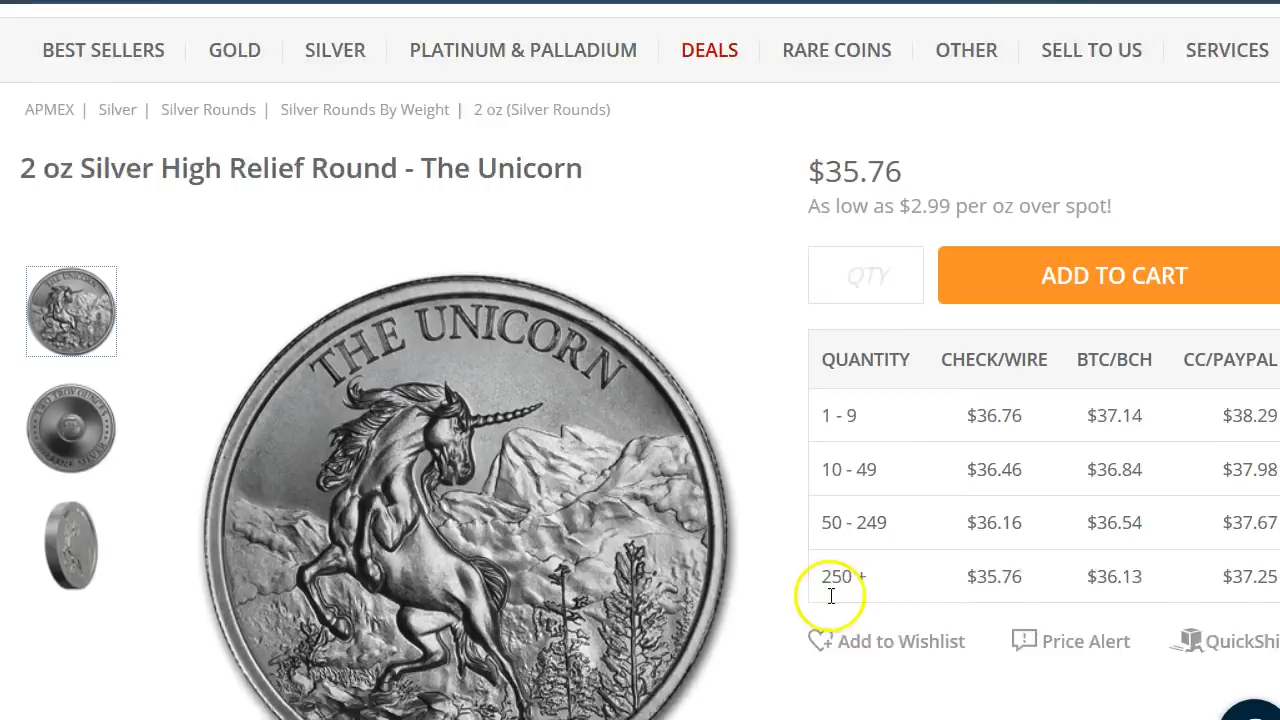 BEST SELLERS GOLD SILVER PLATINUM & PALLADIUM DEALS RARE COINS OTHER SELL TO US SERVICES
APMEX | Silver | Silver Rounds | Silver Rounds By Weight | 2 oz (Silver Rounds)
2 oz Silver High Relief Round - The Unicorn
$35.76
As low as $2.99 per oz over spot!
QTY ADD TO CART
THE UNICORN
QUANTITY CHECK/WIRE BTC/BCH CC/PAYPAL
1 - 9 $36.76 $37.14 $38.29
10 - 49 $36.46 $36.84 $37.98
50 - 249 $36.16 $36.54 $37.67
250 + $35.76 $36.13 $37.25
Add to Wishlist Price Alert QuickShi